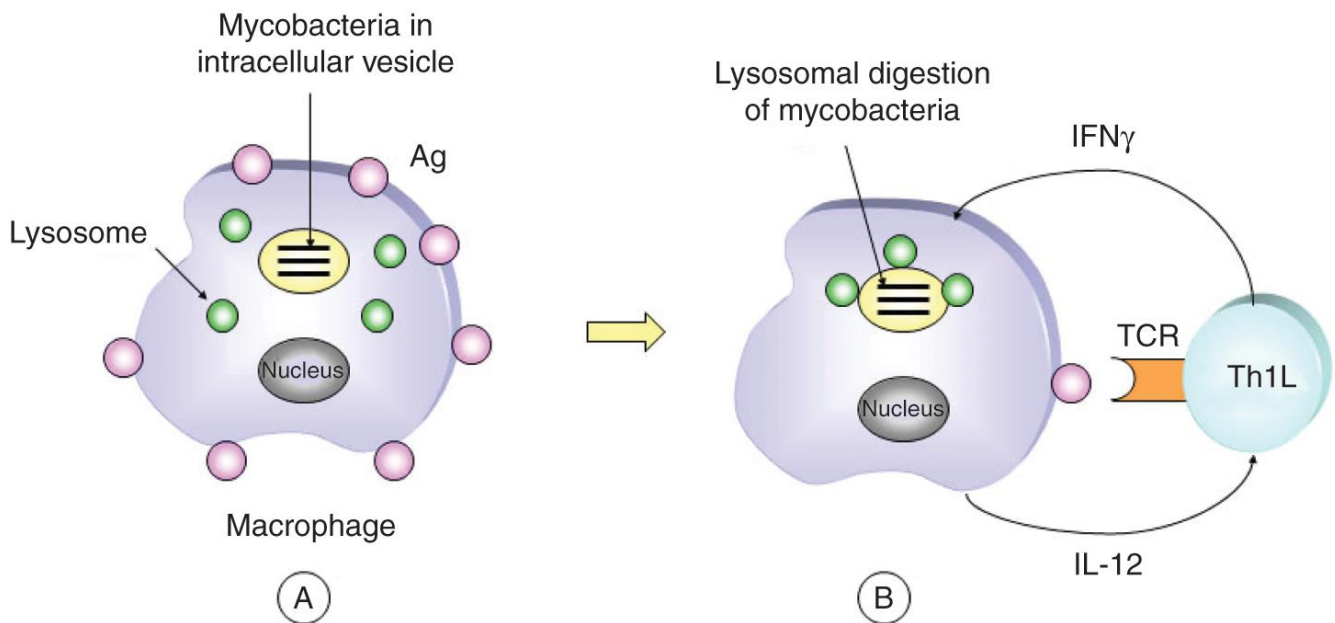 Mycobacteria in
intracellular vesicle
Ag
Lysosome
Nucleus
Macrophage
A
Lysosomal digestion
of mycobacteria
IFNγ
TCR
Th1L
Nucleus
IL-12
B